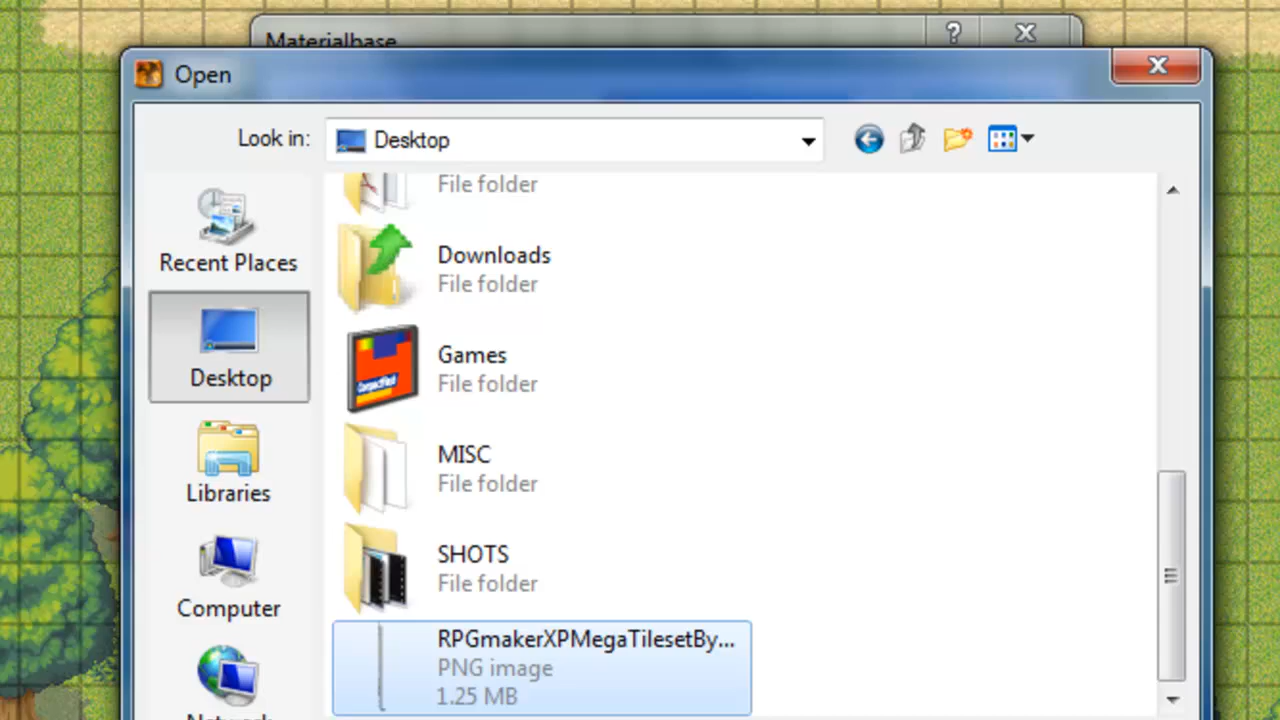 Materialbase
Open
Look in:
Desktop
File folder
Recent Places
Downloads
File folder
Desktop
Games
File folder
Libraries
MISC
File folder
Computer
SHOTS
File folder
RPGmakerXPMegaTilesetBy...
PNG image
1.25 MB
Network